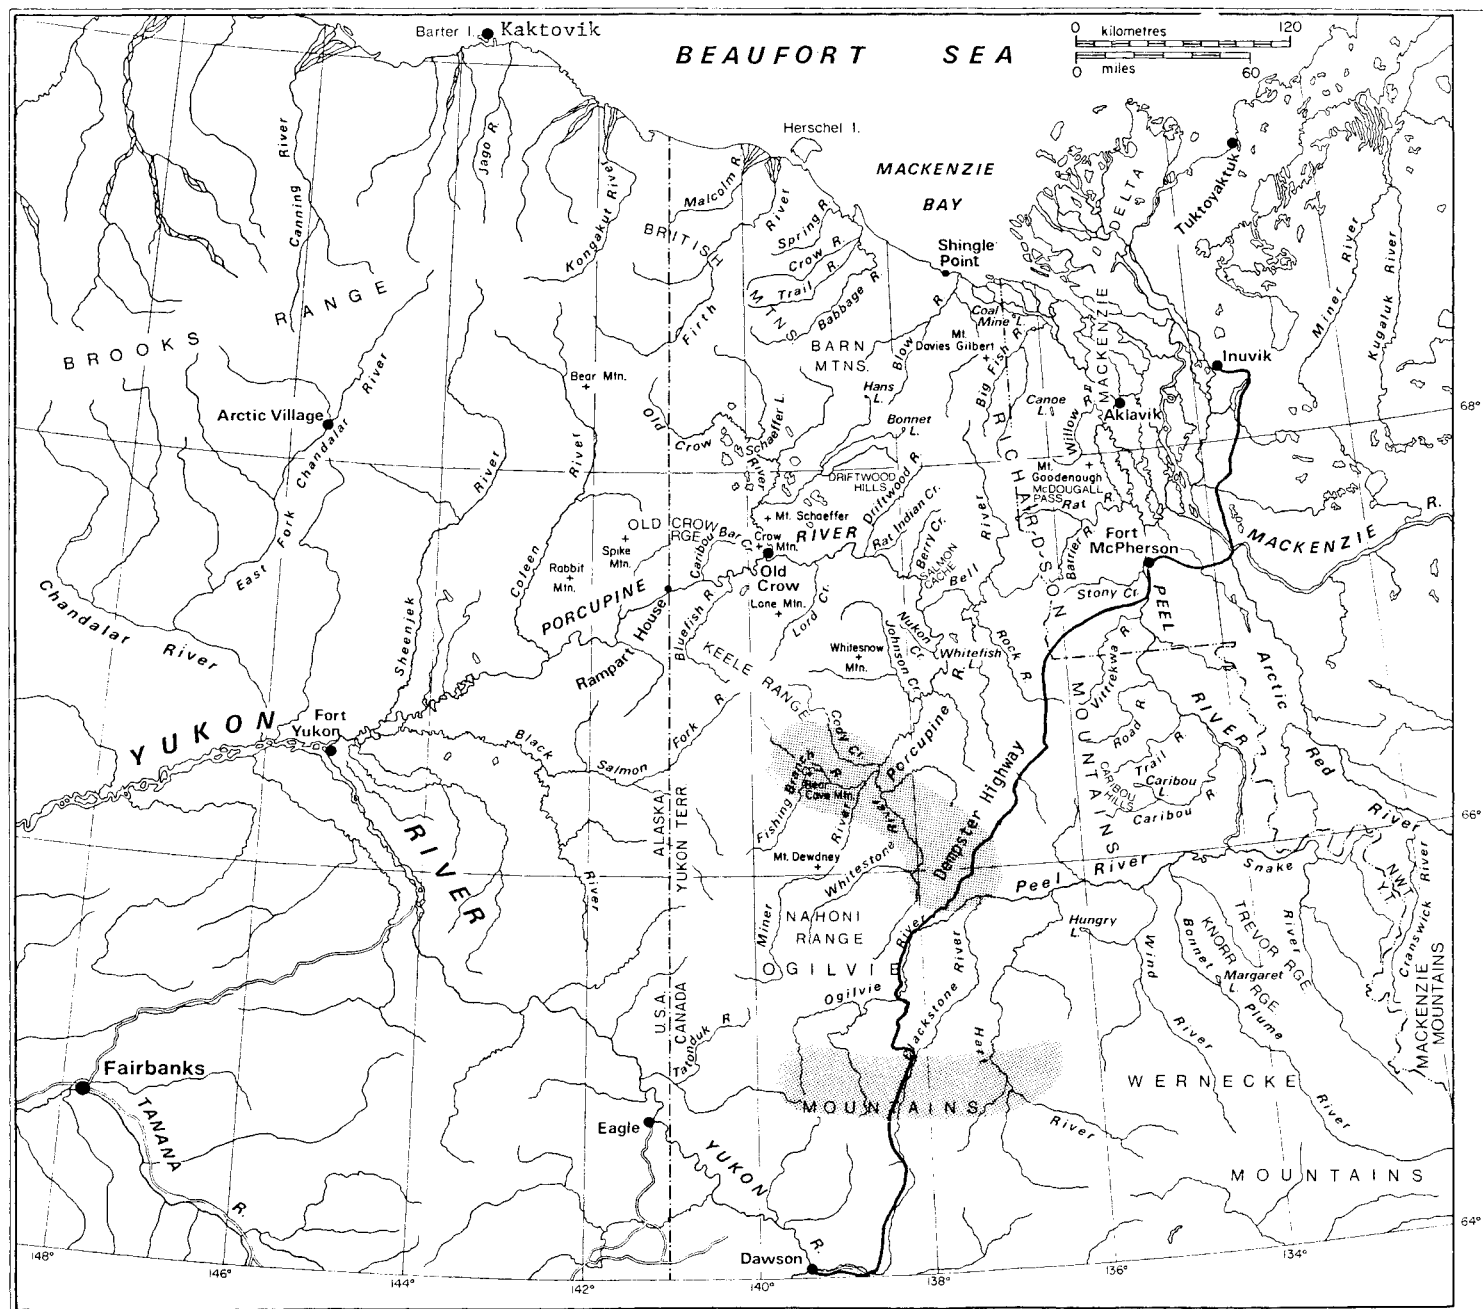 Barter I.
Kaktovik
BEAUFORT SEA
0 kilometres 120
0 miles 60
Herschel I.
MACKENZIE
BAY
Canning River
Jago R.
Kongakut River
Malcolm R.
BRITISH
MTNS
Firth River
Spring R.
Crow R.
Trail R.
Babbage R.
Shingle
Point
MACKENZIE DELTA
Tuktoyaktuk
Miner River
Kugaluk River
BROOKS RANGE
Coal
Mine L.
Mt.
Davies Gilbert
Big Fish R.
Blow R.
BARN
MTNS.
Hans
L.
Bonnet
L.
Inuvik
MACKENZIE
Bear Mtn.
Arctic Village
East Fork Chandalar River
Old Crow River
Schaeffer L.
Canoe
L.
Willow R.
Aklavik
68°
RICHARDSON
MOUNTAINS
DRIFTWOOD
HILLS
Driftwood R.
Mt.
Goodenough
McDOUGALL
PASS
Rat R.
Mt. Schaeffer
OLD CROW
RGE
Spike
Mtn.
Caribou Bar Cr.
Crow
Mtn.
Old
Crow
Rat Indian Cr.
Berry Cr.
SALMON
CACHE
Bell River
Barrier R.
Fort
McPherson
MACKENZIE R.
Stony Cr.
Coleen River
Rabbit
Mtn.
PORCUPINE RIVER
Rampart House
Bluefish R.
Lone Mtn.
Lord Cr.
Chandalar River
Sheenjek River
KEELE RANGE
Whitesnow
Mtn.
Johnson Cr.
Nukon
Cr.
Whitefish
L.
Rock R.
PEEL RIVER
Vittrekwa R.
Road R.
Trail R.
CARIBOU
HILLS
Caribou
L.
Caribou R.
Arctic Red River
YUKON RIVER
Fort
Yukon
Black River
Salmon Fork R.
Cody Cr.
Porcupine R.
Fishing Branch R.
Bear
Cave Mtn.
River
River
Dempster Highway
66°
ALASKA
YUKON TERR
Mt. Dewdney
Whitestone
Miner
Peel River
Snake River
NWT
YT
Cranswick River
NAHONI
RANGE
Hungry
L.
Wind River
Bonnet Plume River
KNORR
RGE
TREVOR RGE
Margaret
L.
MACKENZIE
MOUNTAINS
OGILVIE
MOUNTAINS
Ogilvie River
Blackstone River
Hart River
U.S.A.
CANADA
Tatonduk R.
WERNECKE
MOUNTAINS
Fairbanks
TANANA R.
Eagle
YUKON R.
Dawson
64°
148°
146°
144°
142°
140°
138°
136°
134°